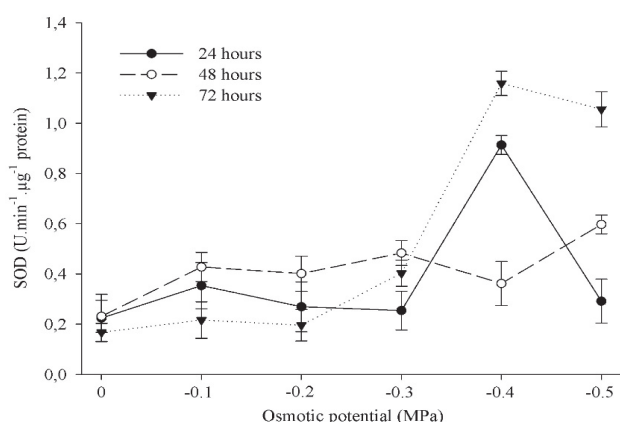 1,4
1,2
1,0
0,8
0,6
0,4
0,2
0,0
SOD (U.min⁻¹.µg⁻¹ protein)
24 hours
48 hours
72 hours
0 -0.1 -0.2 -0.3 -0.4 -0.5
Osmotic potential (MPa)